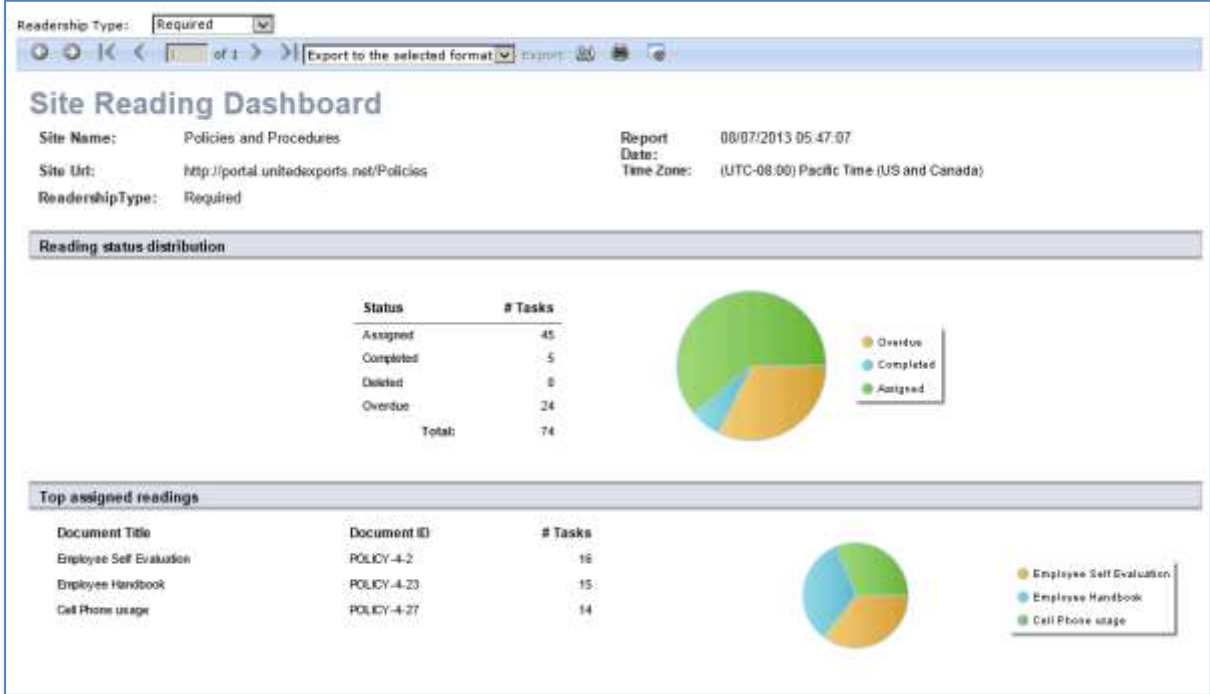 Readership Type: Required
1 of 1 Export to the selected format Export
Site Reading Dashboard
Site Name: Policies and Procedures Report Date: 08/07/2013 05:47:07
Site Url: http://portal.unitedexports.net/Policies Time Zone: (UTC-08:00) Pacific Time (US and Canada)
ReadershipType: Required
Reading status distribution
Status # Tasks
Assigned 45
Completed 5
Deleted 0
Overdue 24
Total: 74
Overdue
Completed
Assigned
Top assigned readings
Document Title Document ID # Tasks
Employee Self Evaluation POLICY-4-2 16
Employee Handbook POLICY-4-23 15
Cell Phone usage POLICY-4-27 14
Employee Self Evaluation
Employee Handbook
Cell Phone usage